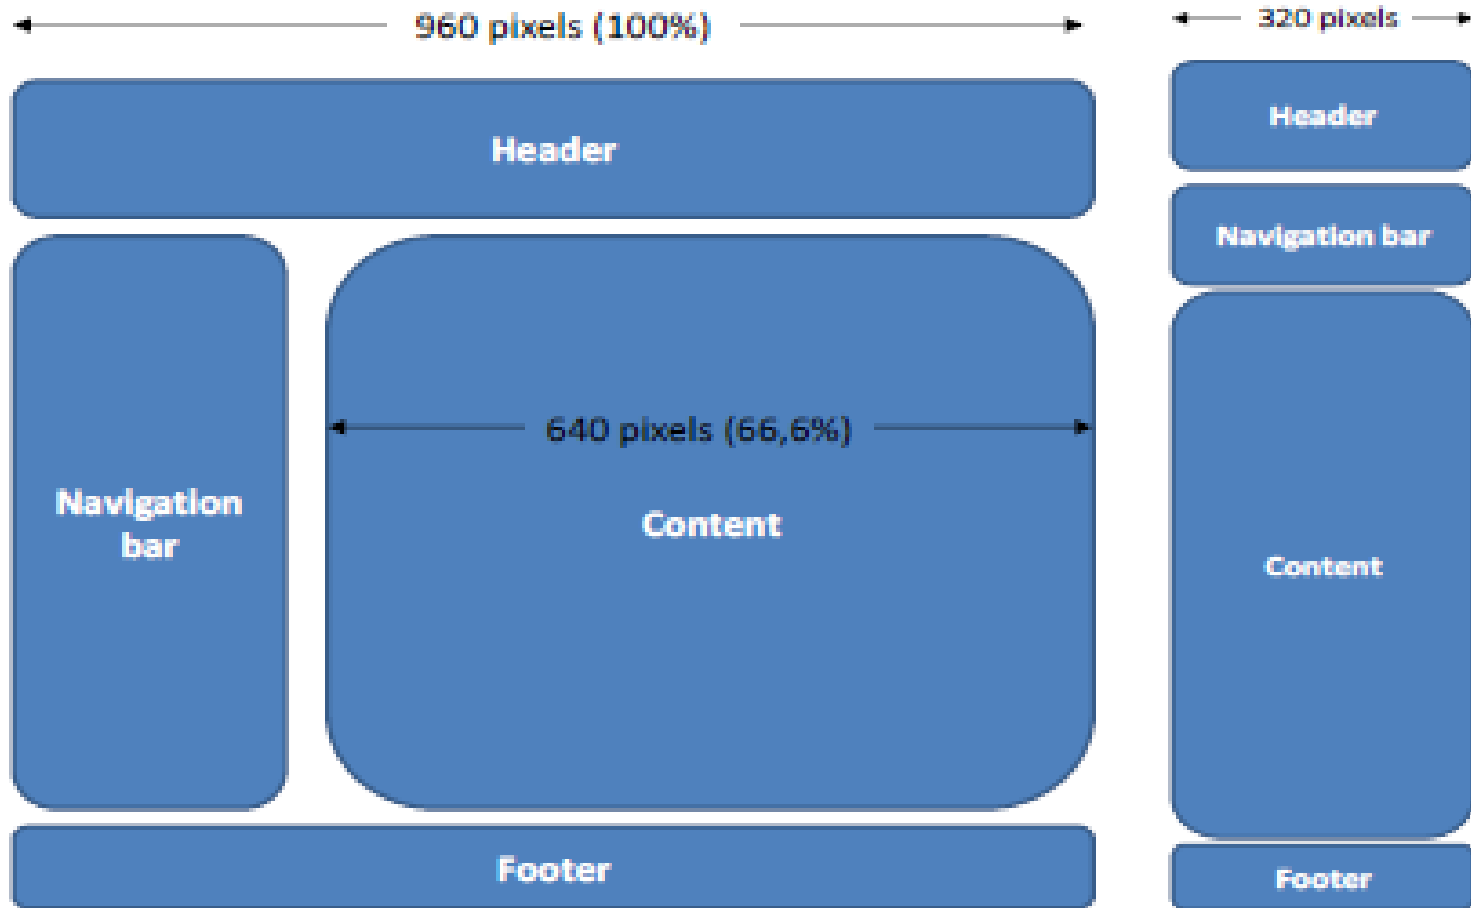 960 pixels (100%)
Header
Navigation
bar
640 pixels (66,6%)
Content
Footer
320 pixels
Header
Navigation bar
Content
Footer